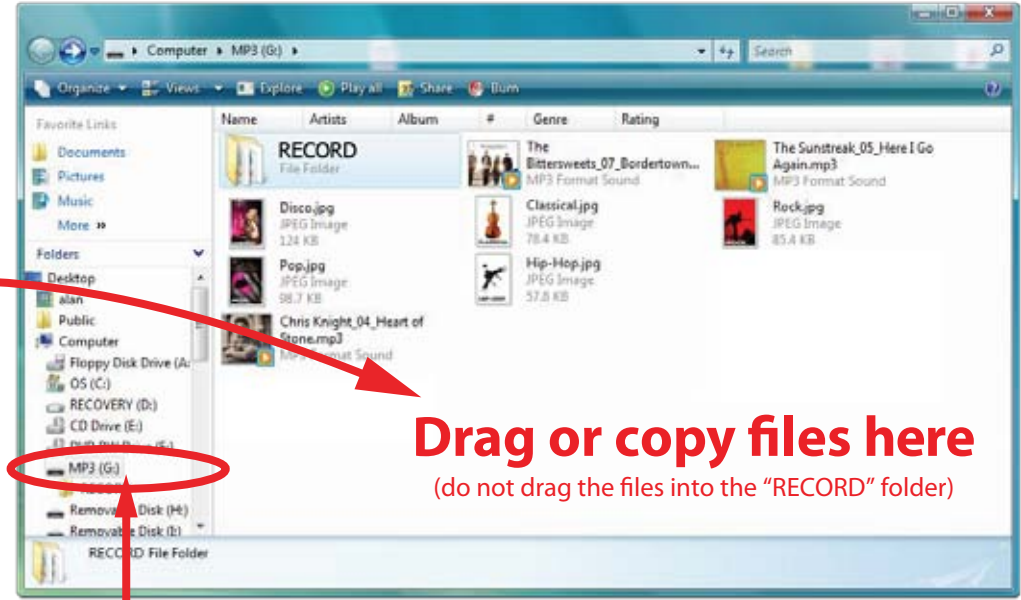 Computer ▸ MP3 (G:) ▸
Search
Organize Views Explore Play all Share Burn
Favorite Links
Documents
Pictures
Music
More »
Folders
Desktop
alan
Public
Computer
Floppy Disk Drive (A:
OS (C:)
RECOVERY (D:)
CD Drive (E:)
MP3 (G:)
Removable Disk (H:)
Removable Disk (I:)
Name Artists Album # Genre Rating
RECORD
File Folder
The
Bittersweets_07_Bordertown...
MP3 Format Sound
The Sunstreak_05_Here I Go
Again.mp3
MP3 Format Sound
Disco.jpg
JPEG Image
124 KB
Classical.jpg
JPEG Image
78.4 KB
Rock.jpg
JPEG Image
85.4 KB
Pop.jpg
JPEG Image
98.7 KB
Hip-Hop.jpg
JPEG Image
57.8 KB
Chris Knight_04_Heart of
Stone.mp3
MP3 Format Sound
Drag or copy files here
(do not drag the files into the “RECORD” folder)
RECORD File Folder